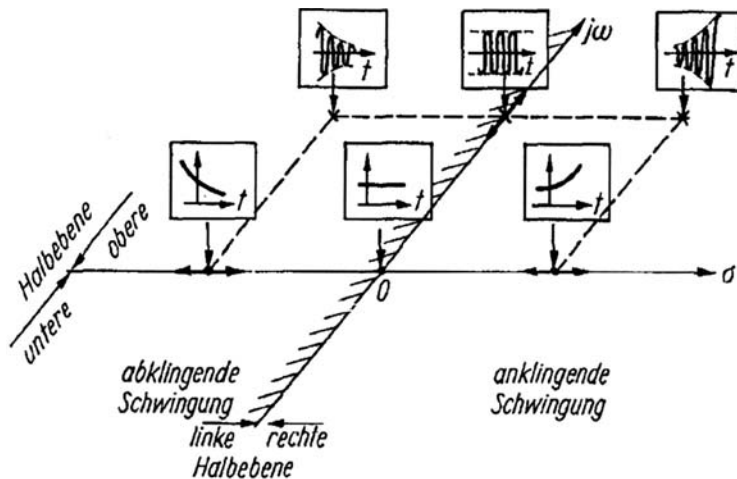 t
t
t
jω
t
t
t
Halbebene
obere
untere
0
σ
abklingende
Schwingung
anklingende
Schwingung
linke
rechte
Halbebene